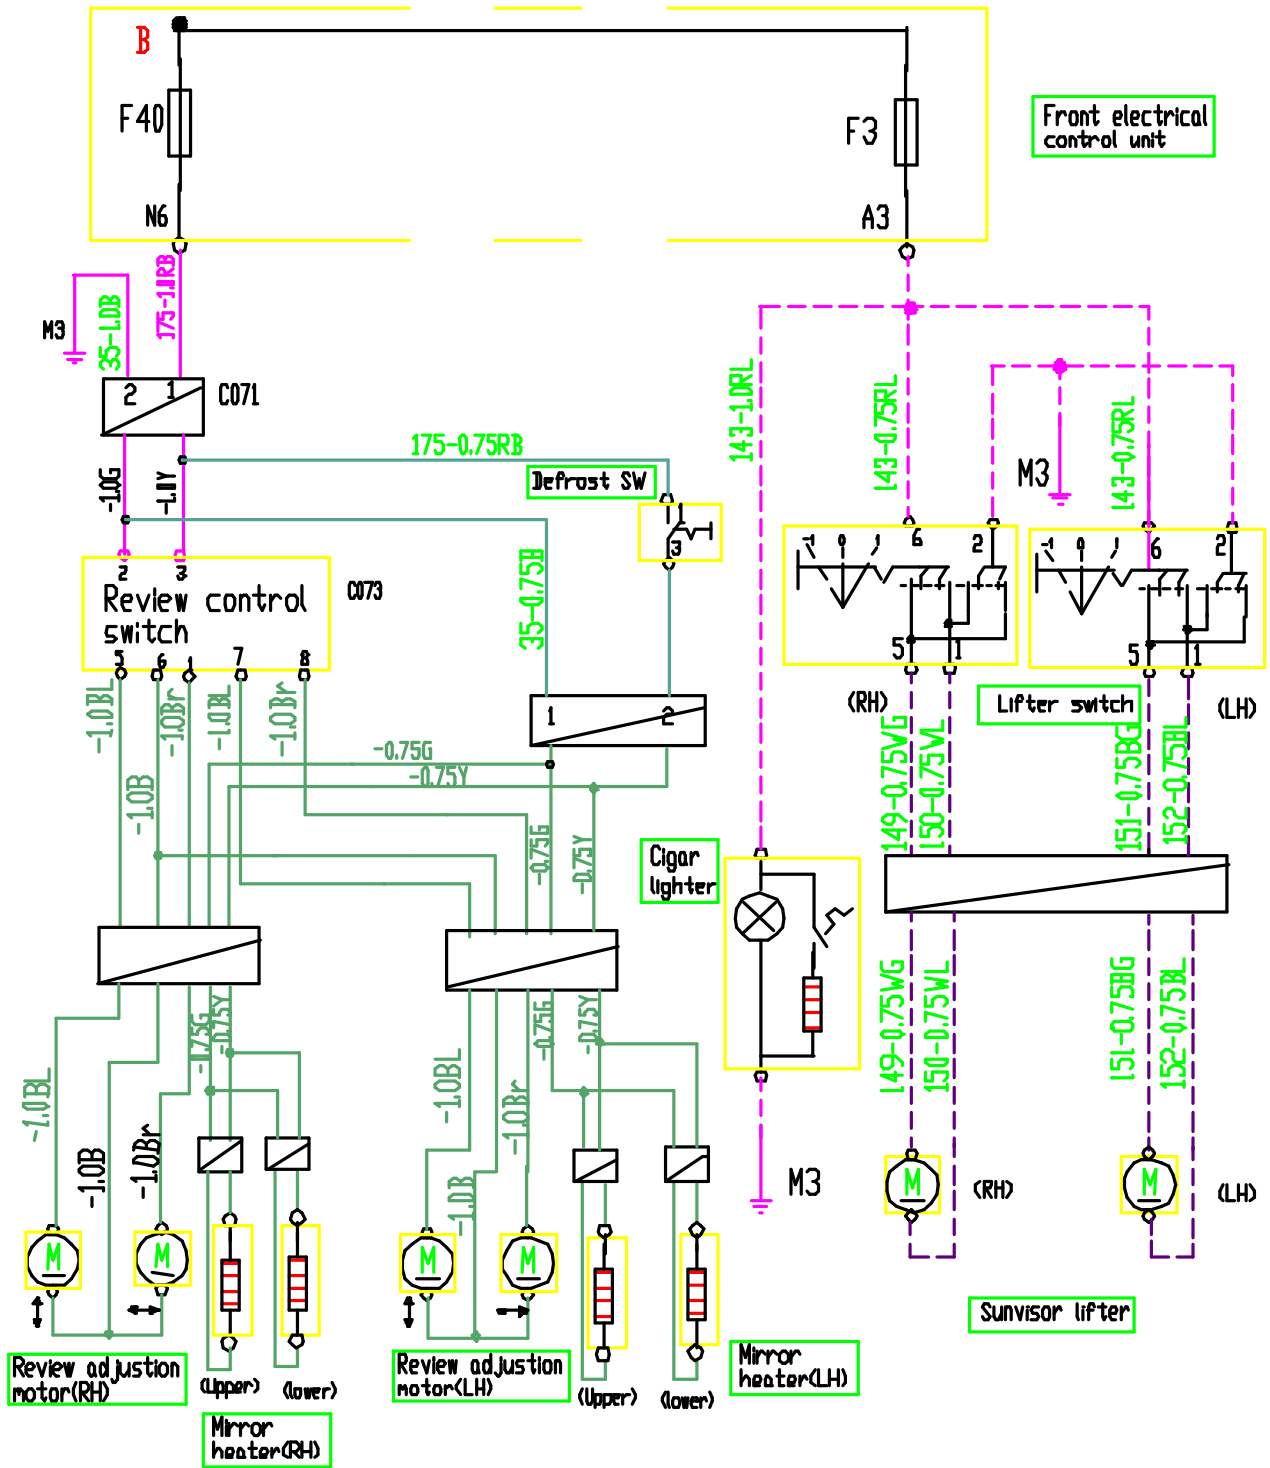 B
F40
F3
Front electrical
control unit
N6
A3
M3
35-1.0B
175-1.0RB
2 1
C071
143-1.0RL
143-0.75RL
143-0.75RL
M3
175-0.75RB
Defrost SW
-1.0G
-1.0Y
1
3
2 3
C073
Review control
switch
5 6 1 7 8
35-0.75B
-1 0 1 6 2
-1 0 1 6 2
5 1
5 1
(RH)
Lifter switch
(LH)
-1.0BL
-1.0B
-1.0Br
-1.0BL
-1.0Br
1 2
-0.75G
-0.75Y
149-0.75WG
150-0.75WL
151-0.75BG
152-0.75BL
-0.75G
-0.75Y
Cigar
lighter
-0.75G
-0.75Y
-0.75G
-0.75Y
149-0.75WG
150-0.75WL
151-0.75BG
152-0.75BL
-1.0BL
-1.0B
-1.0Br
-1.0BL
-1.0B
-1.0Br
M3
M
(RH)
M
(LH)
M
M
M
M
Sunvisor lifter
Review adjustion
motor(RH)
(Upper)
(lower)
Review adjustion
motor(LH)
(Upper)
(lower)
Mirror
heater(LH)
Mirror
heater(RH)